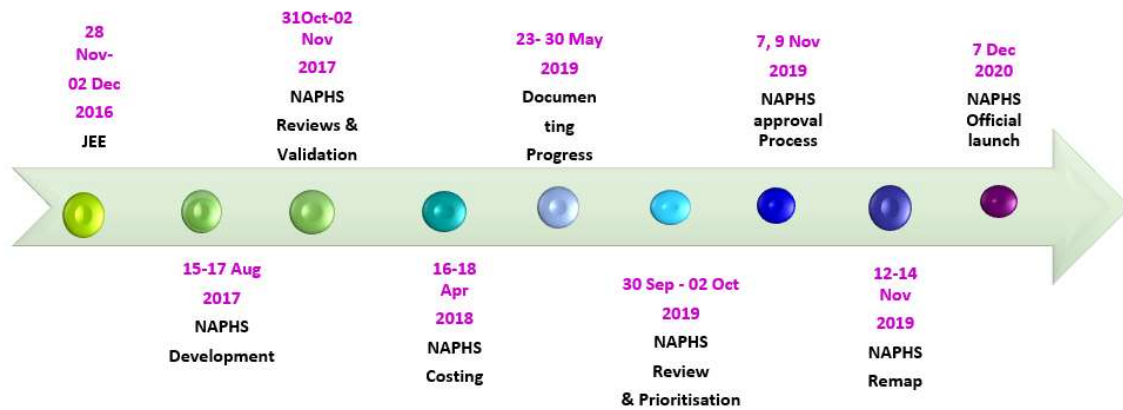 28
Nov-
02 Dec
2016
JEE
15-17 Aug
2017
NAPHS
Development
31Oct-02
Nov
2017
NAPHS
Reviews &
Validation
16-18
Apr
2018
NAPHS
Costing
23- 30 May
2019
Documen
ting
Progress
30 Sep - 02 Oct
2019
NAPHS
Review
& Prioritisation
7, 9 Nov
2019
NAPHS
approval
Process
12-14
Nov
2019
NAPHS
Remap
7 Dec
2020
NAPHS
Official
launch